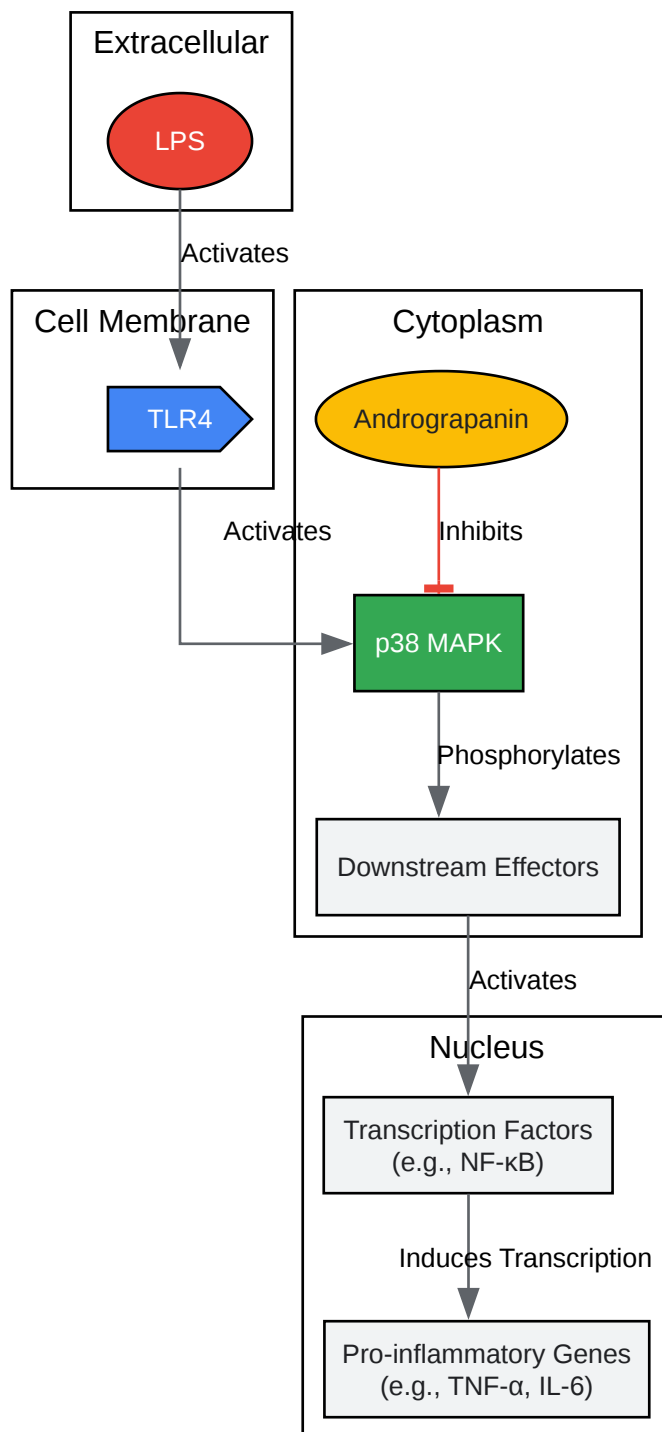 Extracellular
LPS
Activates
Cell Membrane
Cytoplasm
TLR4
Andrograpanin
Activates
Inhibits
p38 MAPK
Phosphorylates
Downstream Effectors
Activates
Nucleus
Transcription Factors
(e.g., NF-κB)
Induces Transcription
Pro-inflammatory Genes
(e.g., TNF-α, IL-6)